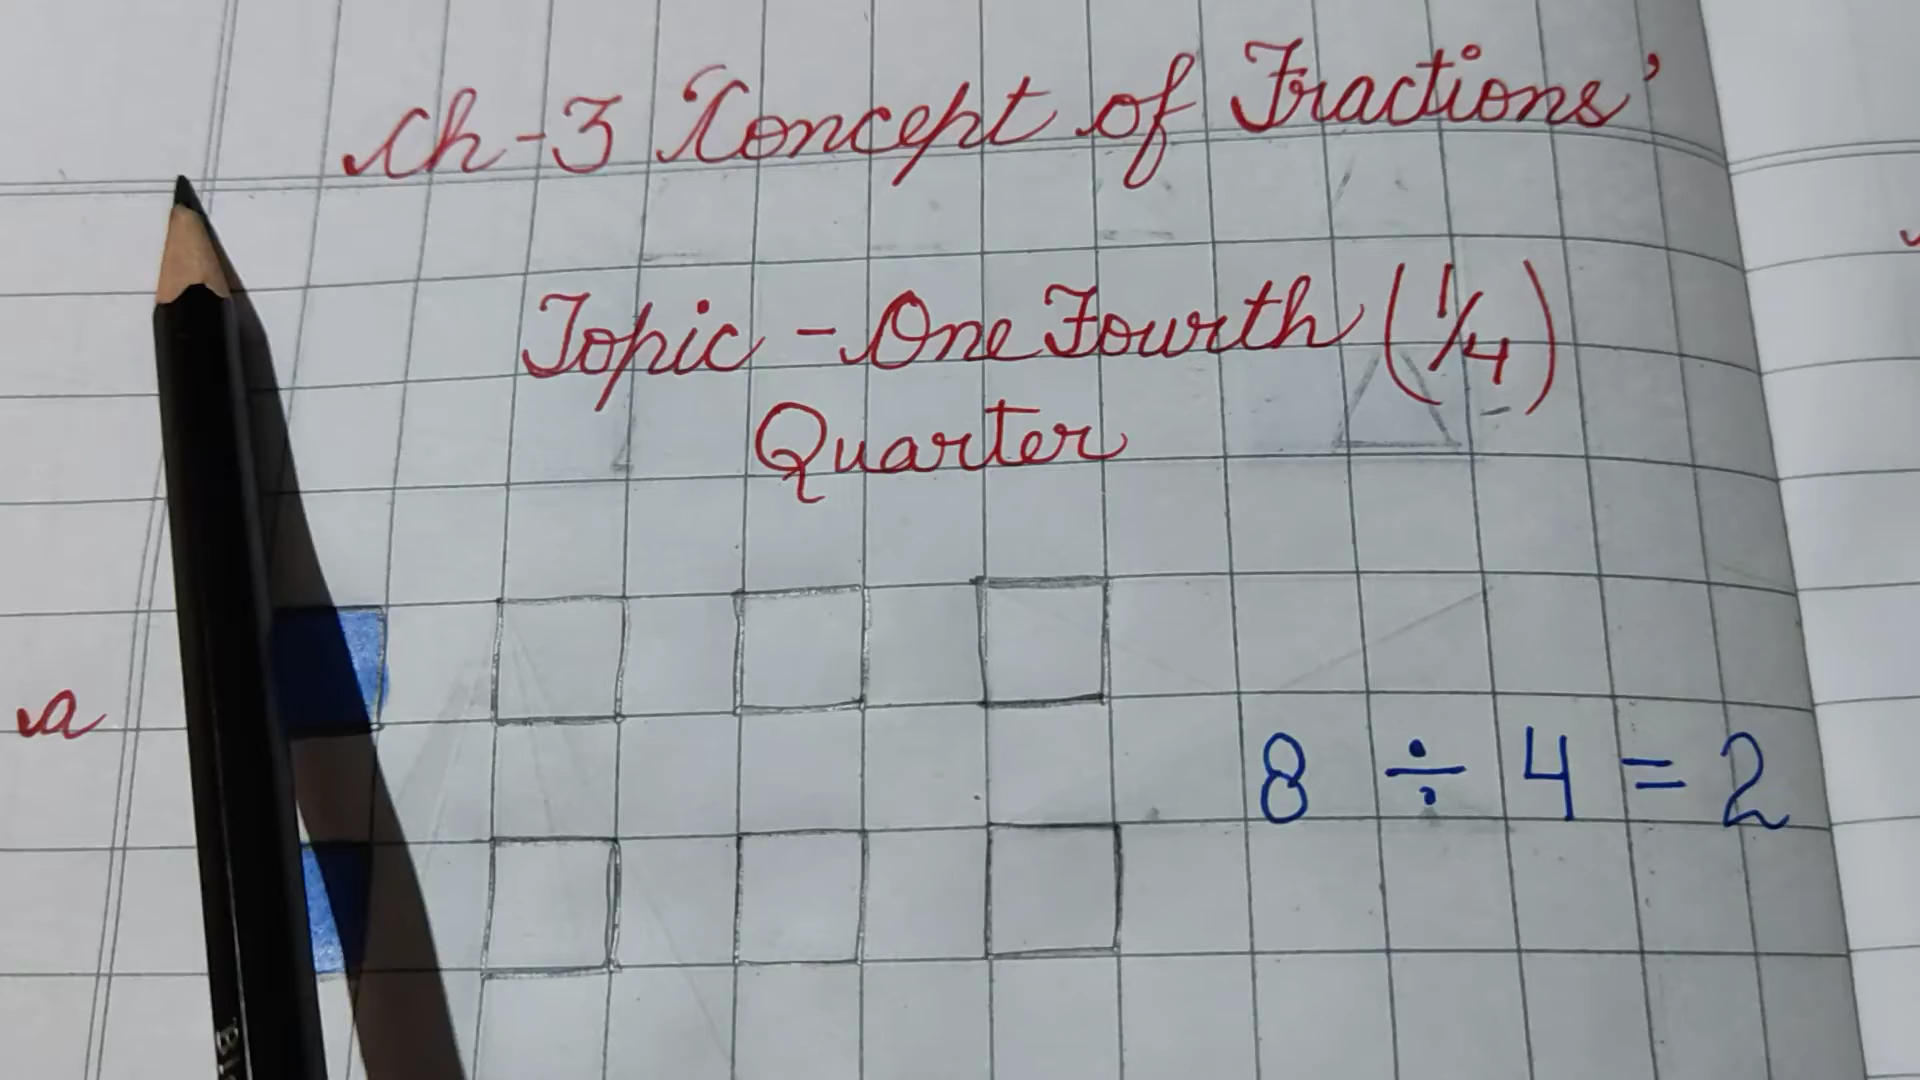 Ch-3 'Concept of Fractions'
Topic - One Fourth (1/4)
Quarter
a
8 ÷ 4 = 2